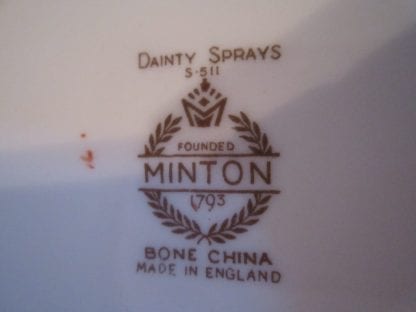 DAINTY SPRAYS
S-511
M
FOUNDED
MINTON
1793
BONE CHINA
MADE IN ENGLAND